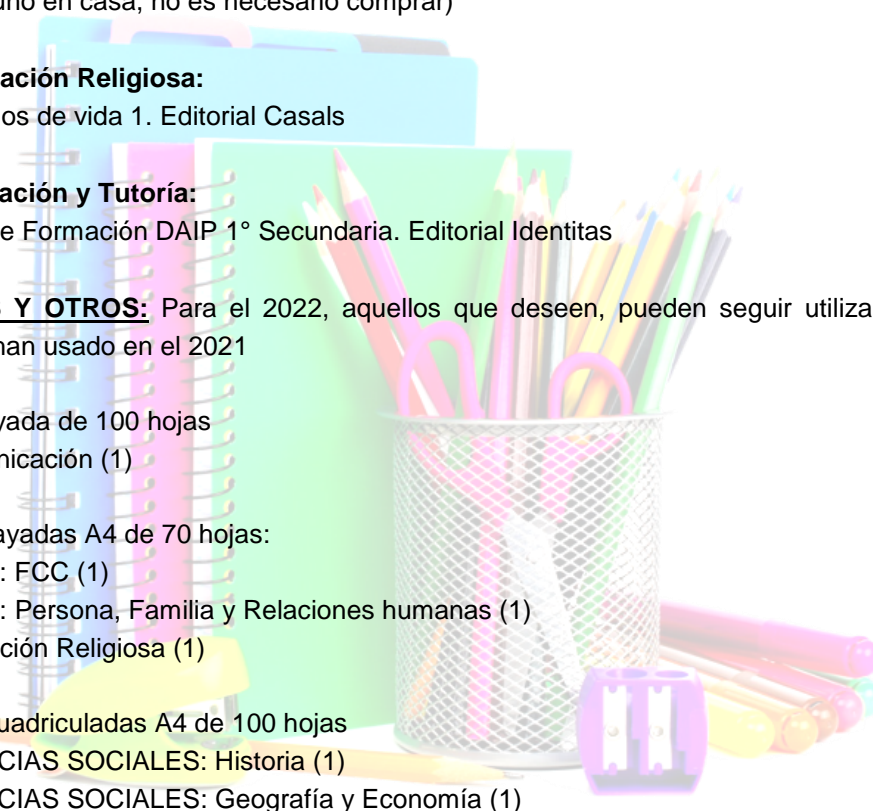 uno en casa, no es necesario comprar)
ación Religiosa:
os de vida 1. Editorial Casals
ación y Tutoría:
e Formación DAIP 1° Secundaria. Editorial Identitas
Y OTROS: Para el 2022, aquellos que deseen, pueden seguir utiliza
han usado en el 2021
yada de 100 hojas
nicación (1)
ayadas A4 de 70 hojas:
: FCC (1)
: Persona, Familia y Relaciones humanas (1)
ción Religiosa (1)
uadriculadas A4 de 100 hojas
CIAS SOCIALES: Historia (1)
CIAS SOCIALES: Geografía y Economía (1)